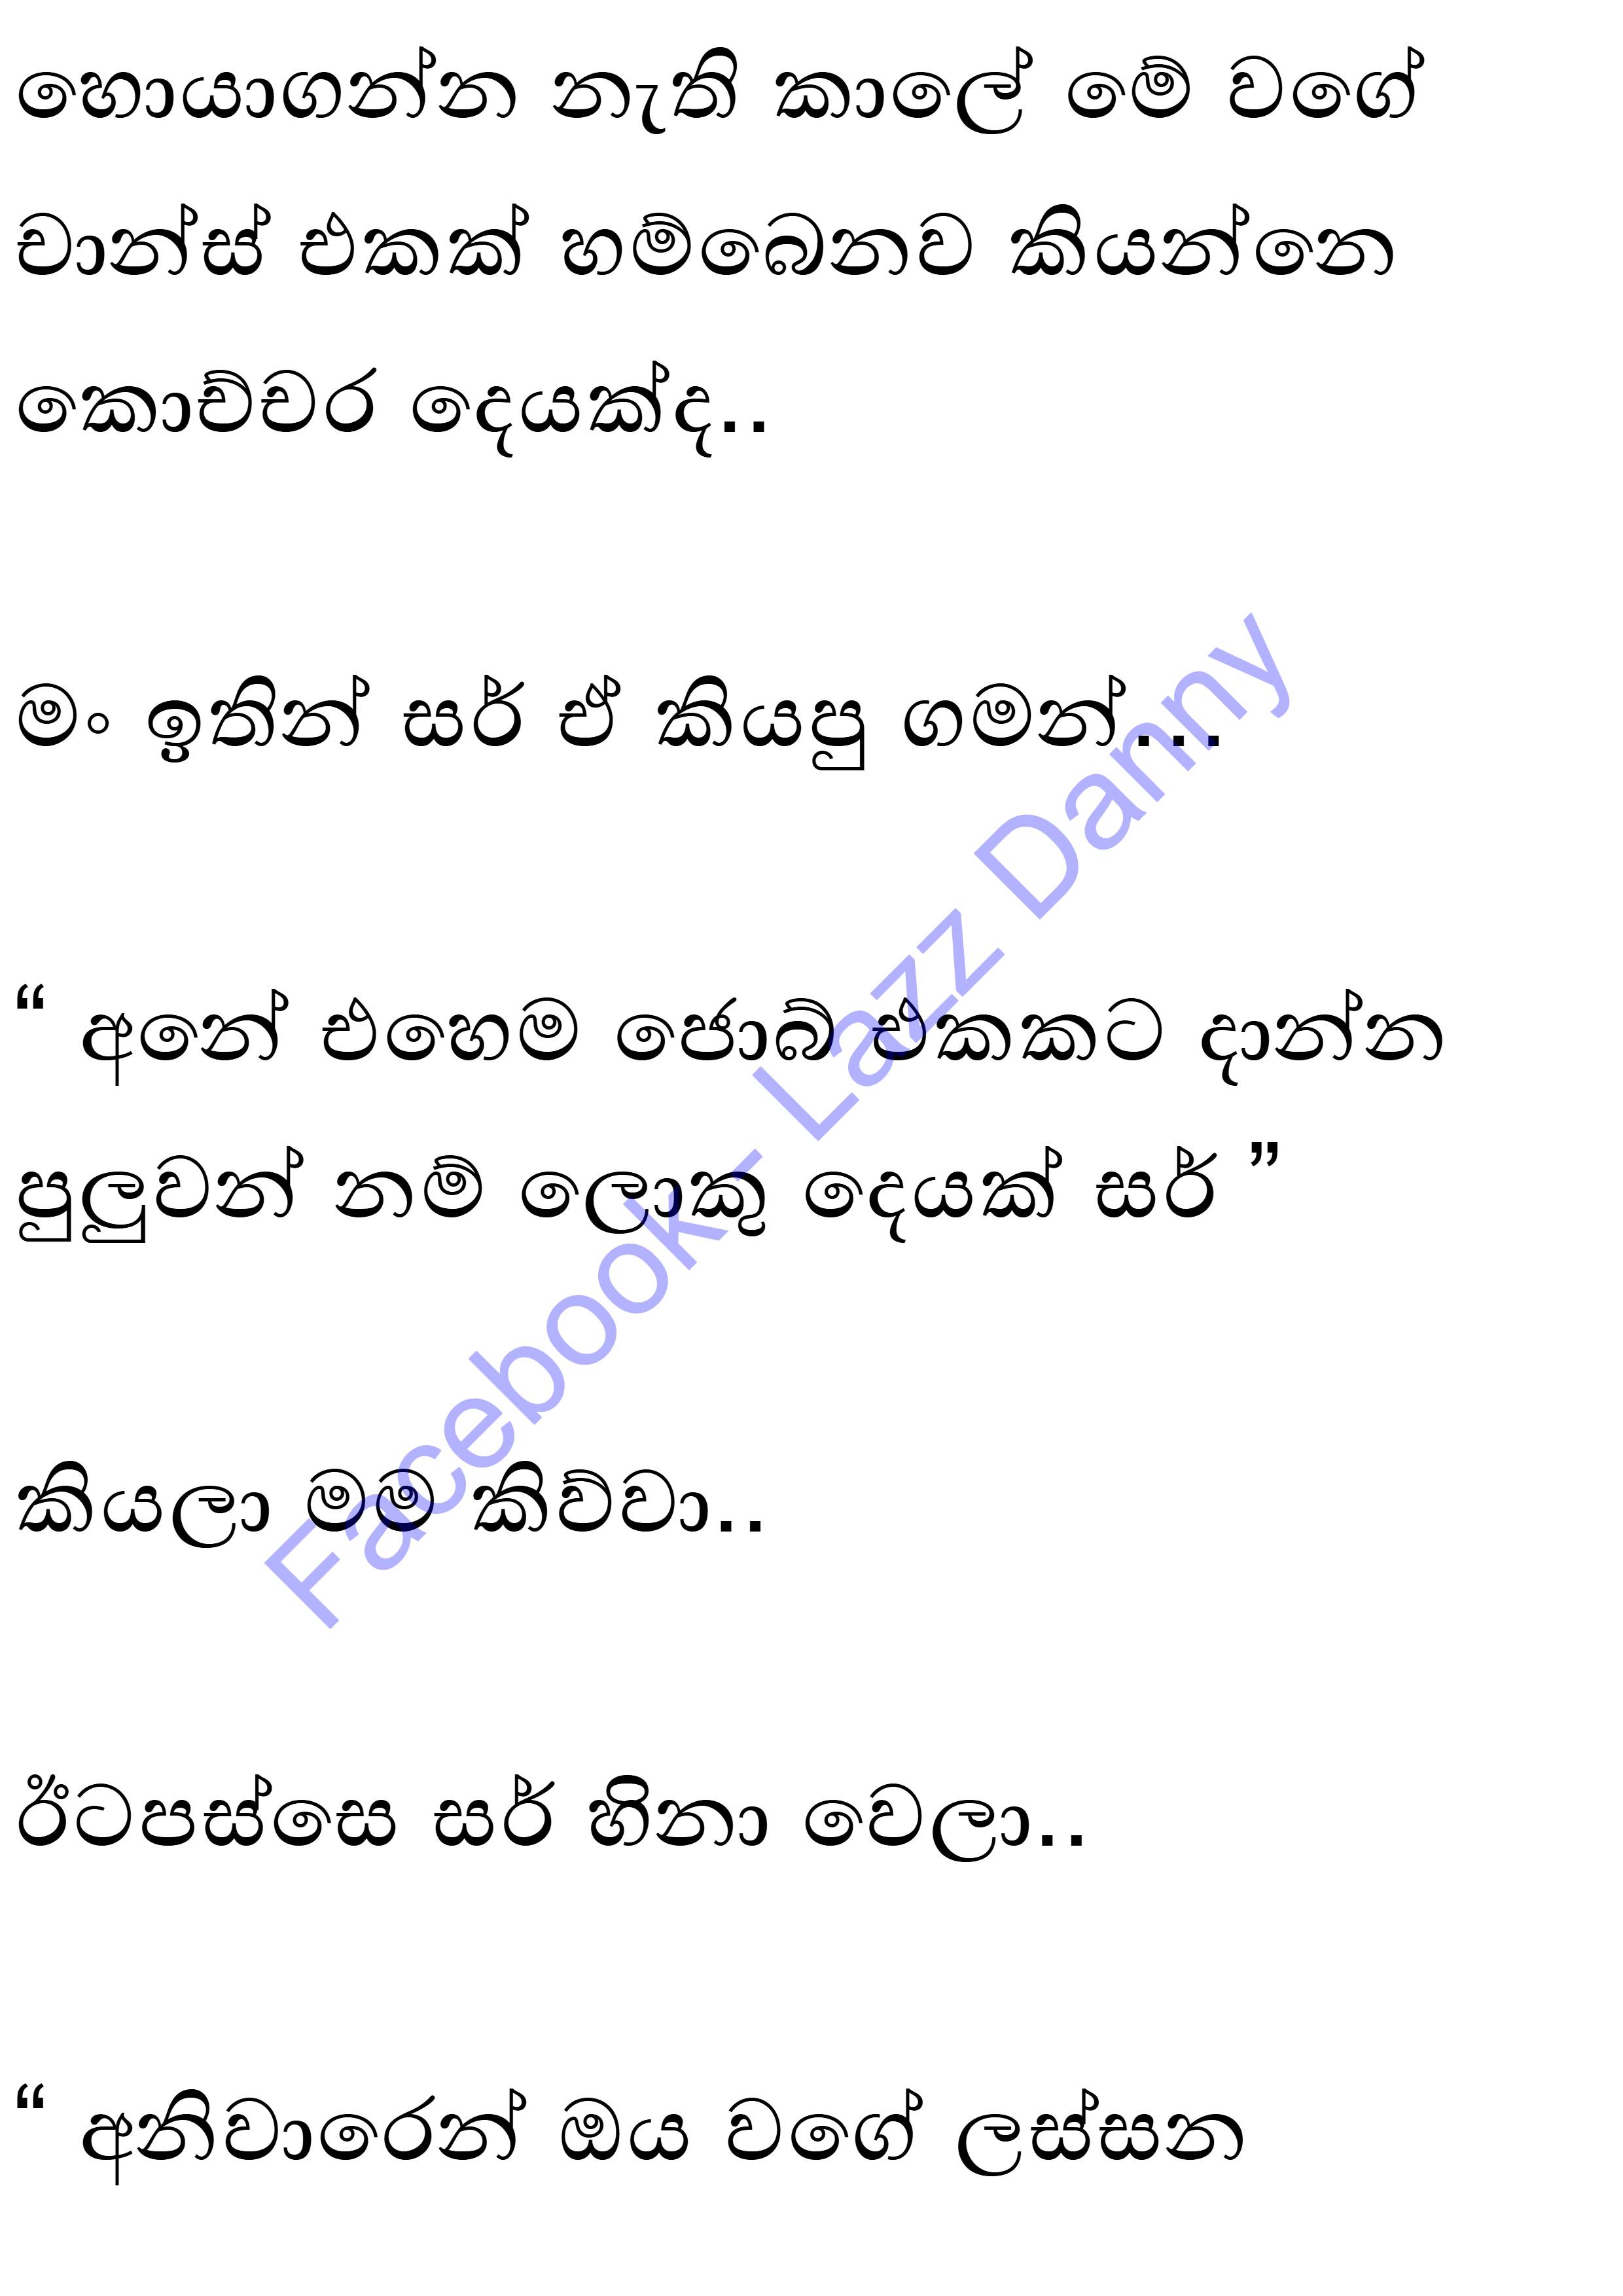 හොයාගන්න නැති කාලේ මේ වගේ
චාන්ස් එකක් හම්බෙනව කියන්නෙ
කොච්චර දෙයක්ද..
මං ඉතින් සර් ඒ කියපු ගමන්...
“ අනේ එහෙම ජොබ් එකකට දාන්න
පුලුවන් නම් ලොකු දෙයක් සර් ”
කියලා මම කිව්වා..
ඊටපස්සෙ සර් හිනා වෙලා..
“ අනිවාරෙන් ඔය වගේ ලස්සන
Facebook- Lazz Danny